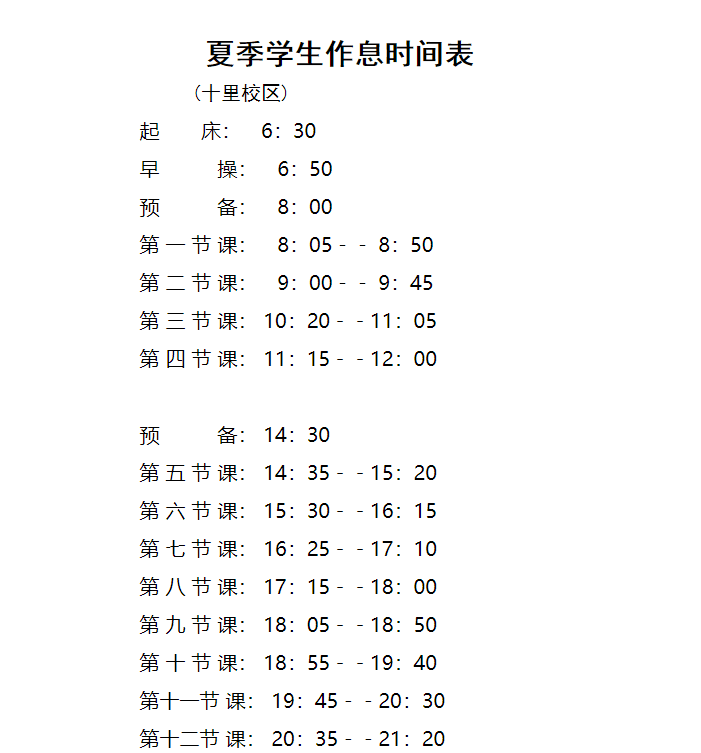 夏季学生作息时间表
(十里校区)
起 床: 6:30
早 操: 6:50
预 备: 8:00
第 一 节 课: 8:05--8:50
第 二 节 课: 9:00--9:45
第 三 节 课: 10:20--11:05
第 四 节 课: 11:15--12:00
预 备: 14:30
第 五 节 课: 14:35--15:20
第 六 节 课: 15:30--16:15
第 七 节 课: 16:25--17:10
第 八 节 课: 17:15--18:00
第 九 节 课: 18:05--18:50
第 十 节 课: 18:55--19:40
第十一节 课: 19:45--20:30
第十二节 课: 20:35--21:20